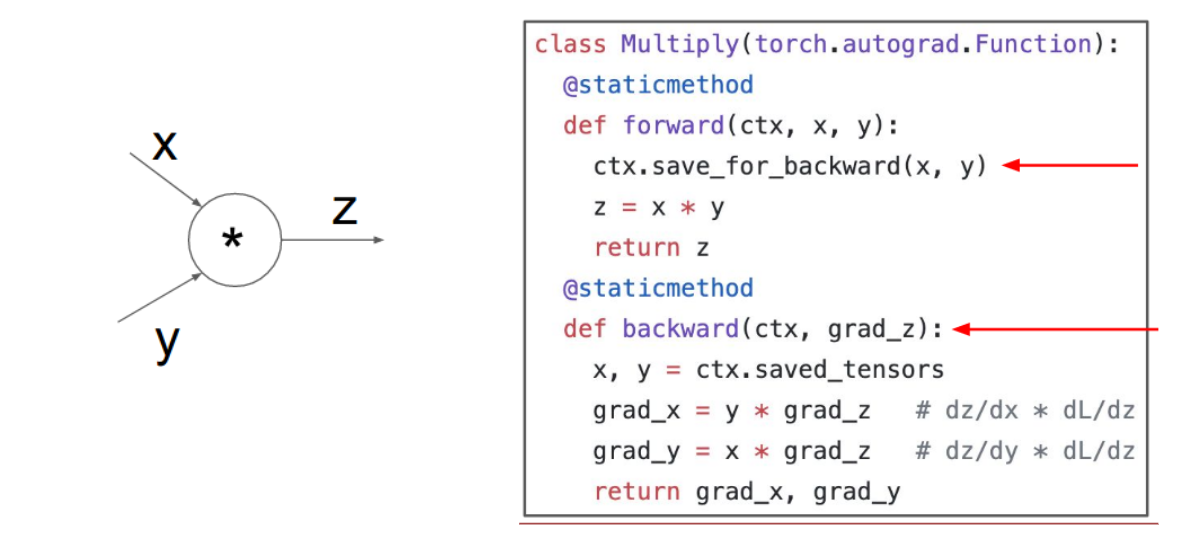 x
*
z
y
class Multiply(torch.autograd.Function):
  @staticmethod
  def forward(ctx, x, y):
    ctx.save_for_backward(x, y)
    z = x * y
    return z
  @staticmethod
  def backward(ctx, grad_z):
    x, y = ctx.saved_tensors
    grad_x = y * grad_z   # dz/dx * dL/dz
    grad_y = x * grad_z   # dz/dy * dL/dz
    return grad_x, grad_y